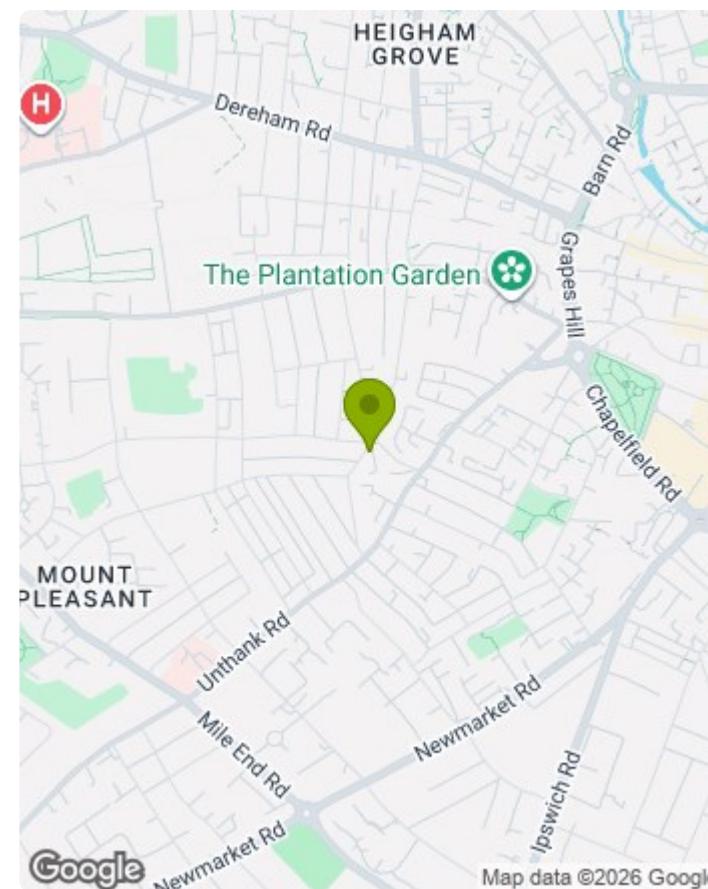 HEIGHAM
GROVE
H
Dereham Rd
Barn Rd
The Plantation Garden
Grapes Hill
Chapelfield Rd
MOUNT
PLEASANT
Unthank Rd
Mile End Rd
Newmarket Rd
Ipswich Rd
Newmarket Rd
Google
Map data ©2026 Google